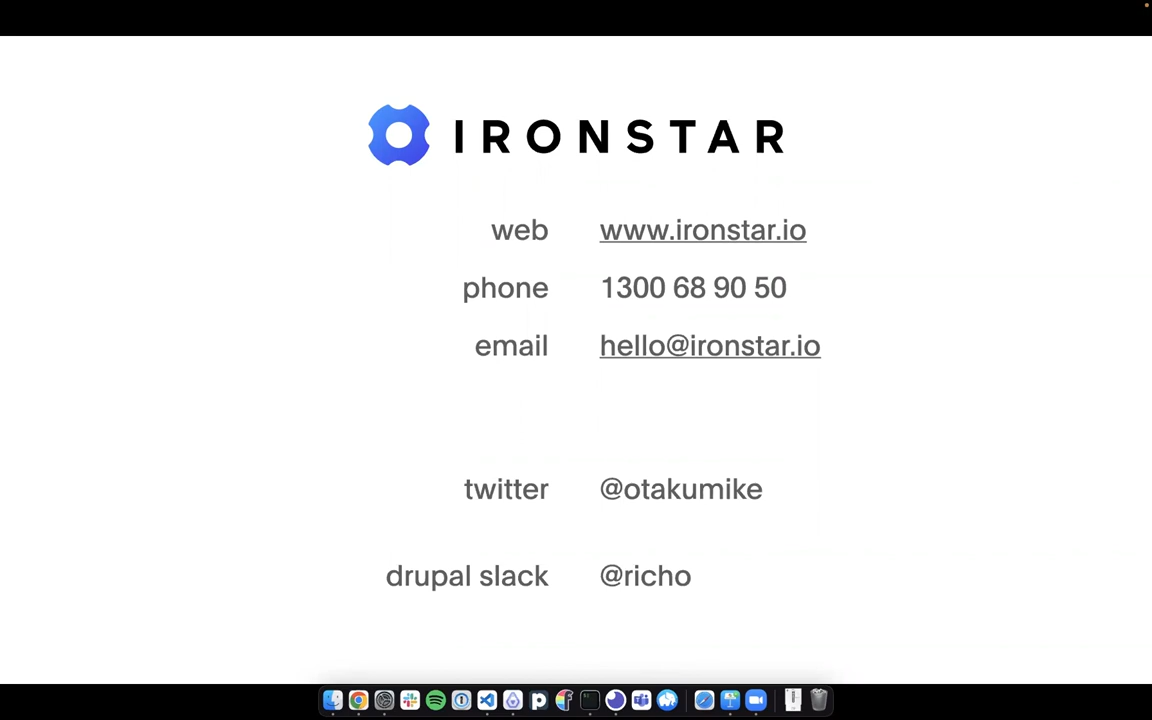 IRONSTAR
web www.ironstar.io
phone 1300 68 90 50
email hello@ironstar.io
twitter @otakumike
drupal slack @richo